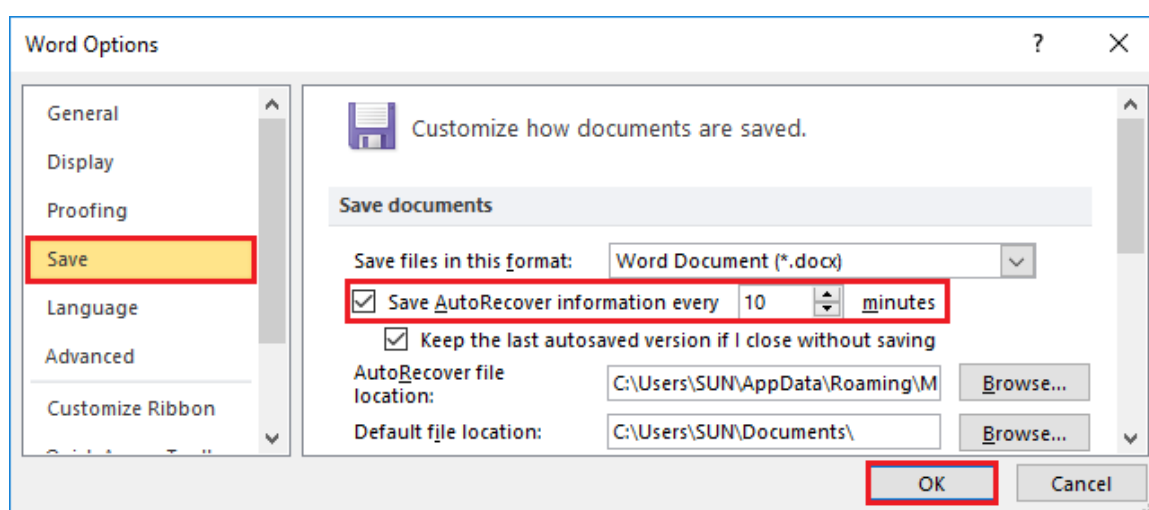 Word Options
?
General
Display
Proofing
Save
Language
Advanced
Customize Ribbon
Customize how documents are saved.
Save documents
Save files in this format: Word Document (*.docx)
Save AutoRecover information every 10 minutes
Keep the last autosaved version if I close without saving
AutoRecover file
location: C:\Users\SUN\AppData\Roaming\M Browse...
Default file location: C:\Users\SUN\Documents\ Browse...
OK Cancel